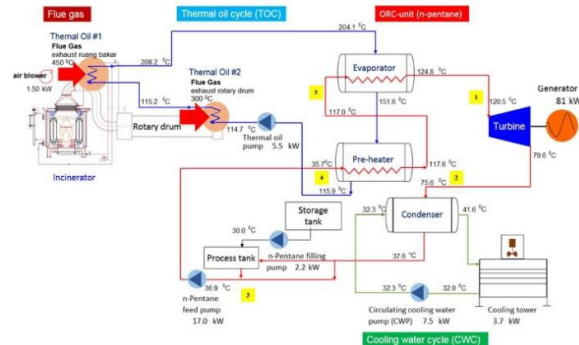 Flue gas
Thermal oil cycle (TOC)
ORC-unit (n-pentane)
Thernal Oil #1
Flue Gas
exhaust ruang bakar
450 °C
204.1 °C
208.2 °C
Evaporator
124.8 °C
air blower
1.50 kW
Thernal Oil #2
Flue Gas
exhaust rotary drum
300 °C
5
117.0 °C
151.6 °C
1
120.5 °C
Generator
81 kW
115.2 °C
Turbine
Rotary drum
114.7 °C
Thermal oil
pump 5.5 kW
Pre-heater
35.7 °C
4
117.6 °C
79.6 °C
2
115.9 °C
75.6 °C
Incinerator
Storage
tank
Condenser
32.3 °C
41.6 °C
30.0 °C
Process tank
n-Pentane filling
pump 2.2 kW
37.6 °C
36.9 °C
3
n-Pentane
feed pump
17.0 kW
32.3 °C
32.0 °C
Circulating cooling water
pump (CWP) 7.5 kW
Cooling tower
3.7 kW
Cooling water cycle (CWC)